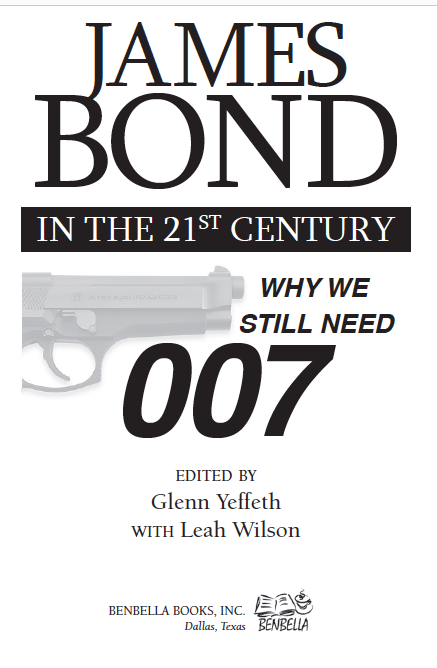 JAMES
BOND
IN THE 21ST CENTURY
WHY WE
STILL NEED
007
EDITED BY
Glenn Yeffeth
WITH Leah Wilson
BENBELLA BOOKS, INC.
Dallas, Texas
BENBELLA